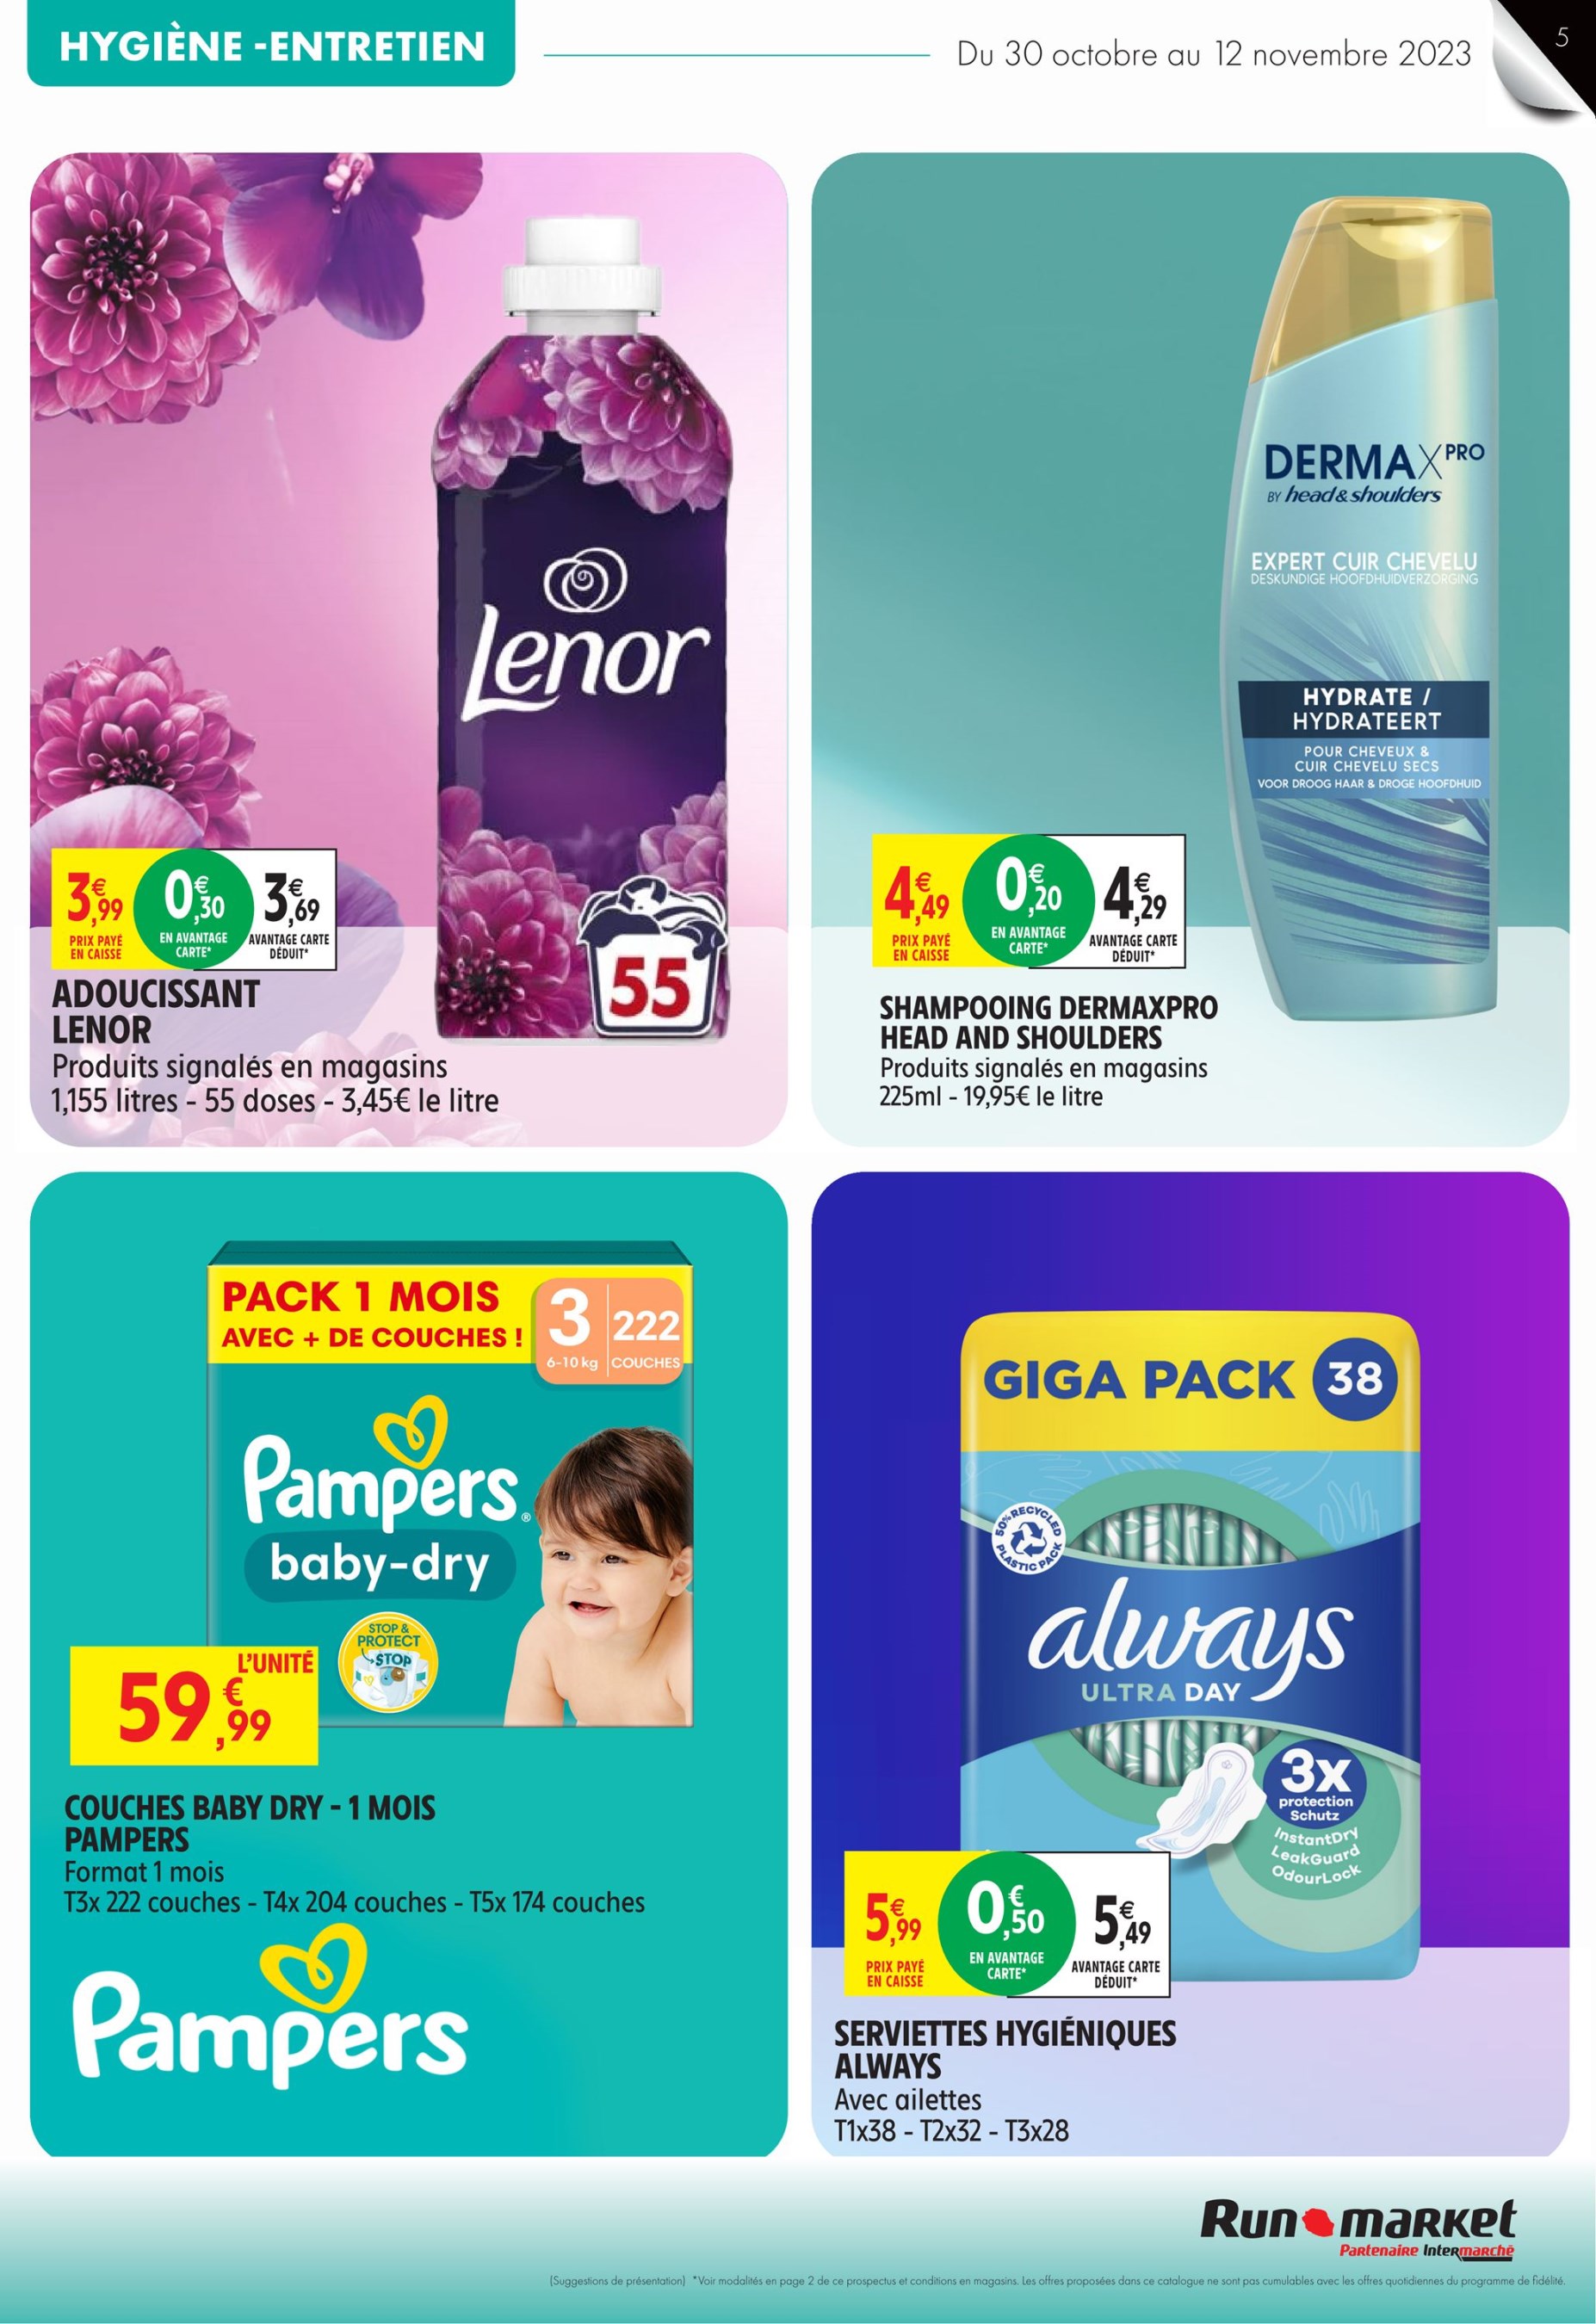 HYGIÈNE -ENTRETIEN
Du 30 octobre au 12 novembre 2023
5
Lenor
55
3€,99
PRIX PAYÉ
EN CAISSE
0€,30
EN AVANTAGE
CARTE*
3€,69
AVANTAGE CARTE
DÉDUIT*
ADOUCISSANT
LENOR
Produits signalés en magasins
1,155 litres - 55 doses - 3,45€ le litre
DERMAXPRO
BY head&shoulders
EXPERT CUIR CHEVELU
DESKUNDIGE HOOFDHUIDVERZORGING
HYDRATE /
HYDRATEERT
POUR CHEVEUX &
CUIR CHEVELU SECS
VOOR DROOG HAAR & DROGE HOOFDHUID
4€,49
PRIX PAYÉ
EN CAISSE
0€,20
EN AVANTAGE
CARTE*
4€,29
AVANTAGE CARTE
DÉDUIT*
SHAMPOOING DERMAXPRO
HEAD AND SHOULDERS
Produits signalés en magasins
225ml - 19,95€ le litre
PACK 1 MOIS
AVEC + DE COUCHES !
3
6-10 kg
222
COUCHES
Pampers®
baby-dry
STOP &
PROTECT
STOP
L'UNITÉ
59€,99
COUCHES BABY DRY - 1 MOIS
PAMPERS
Format 1 mois
T3x 222 couches - T4x 204 couches - T5x 174 couches
Pampers
GIGA PACK 38
50% RECYCLED
PLASTIC PACK
always
ULTRA DAY
3x
protection
Schutz
InstantDry
LeakGuard
OdourLock
5€,99
PRIX PAYÉ
EN CAISSE
0€,50
EN AVANTAGE
CARTE*
5€,49
AVANTAGE CARTE
DÉDUIT*
SERVIETTES HYGIÉNIQUES
ALWAYS
Avec ailettes
T1x38 - T2x32 - T3x28
Run market
Partenaire Intermarché
(Suggestions de présentation) *Voir modalités en page 2 de ce prospectus et conditions en magasins. Les offres proposées dans ce catalogue ne sont pas cumulables avec les offres quotidiennes du programme de fidélité.